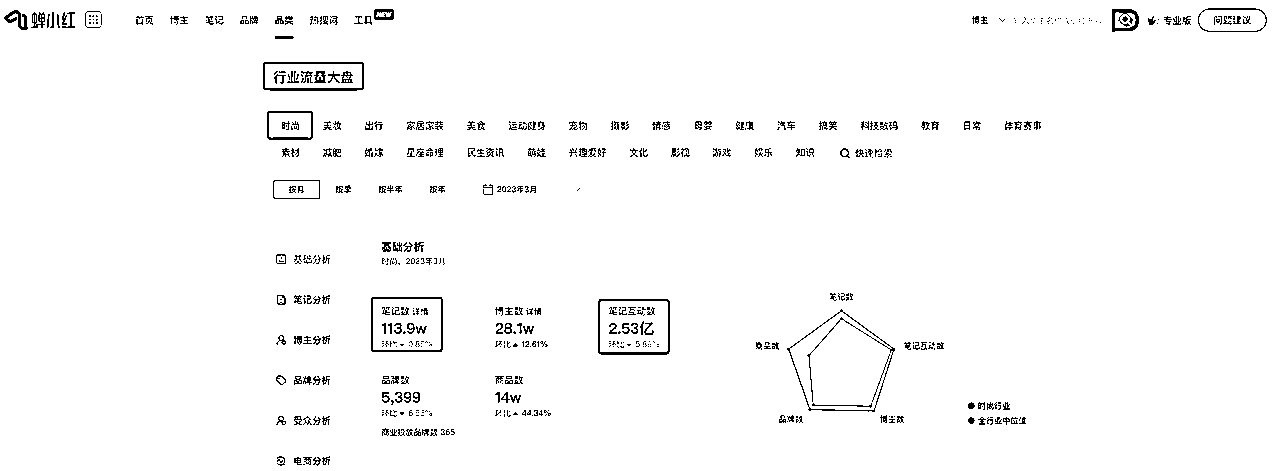 蝉小红 首页 博主 笔记 品牌 品类 热搜词 工具 NEW 博主 专业版 问题建议
行业流量大盘
时尚 美妆 出行 家居家装 美食 运动健身 宠物 摄影 情感 母婴 健康 汽车 搞笑 科技数码 教育 日常 体育赛事
素材 减肥 婚嫁 星座命理 民生资讯 萌娃 兴趣爱好 文化 影视 游戏 娱乐 知识 快速检索
按月 按季 按半年 按年 2023年3月
基础分析
笔记分析
博主分析
品牌分析
受众分析
电商分析
基础分析
时尚，2023年3月
笔记数 详情
113.9w
环比
博主数 详情
28.1w
环比 12.61%
笔记互动数
2.53亿
环比
品牌数
5,399
环比
商业投放品牌数 365
商品数
14w
环比 44.34%
笔记数
笔记互动数
博主数
品牌数
商品数
时尚行业
全行业中位值